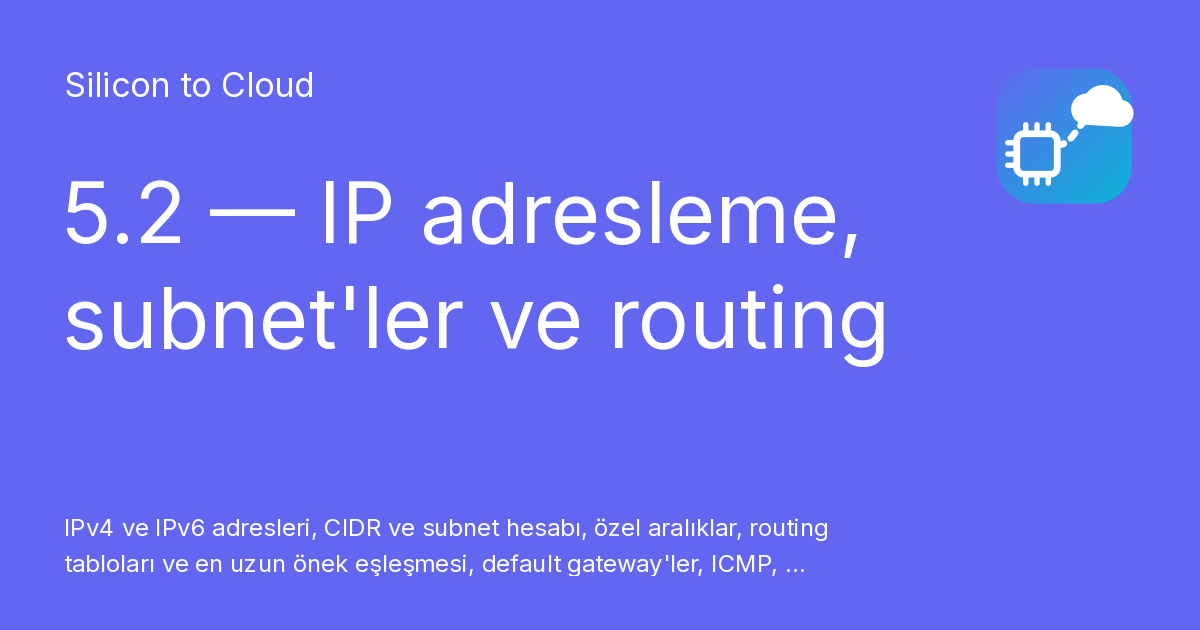 Silicon to Cloud
5.2 — IP adresleme,
subnet'ler ve routing
IPv4 ve IPv6 adresleri, CIDR ve subnet hesabı, özel aralıklar, routing
tabloları ve en uzun önek eşleşmesi, default gateway'ler, ICMP, ...